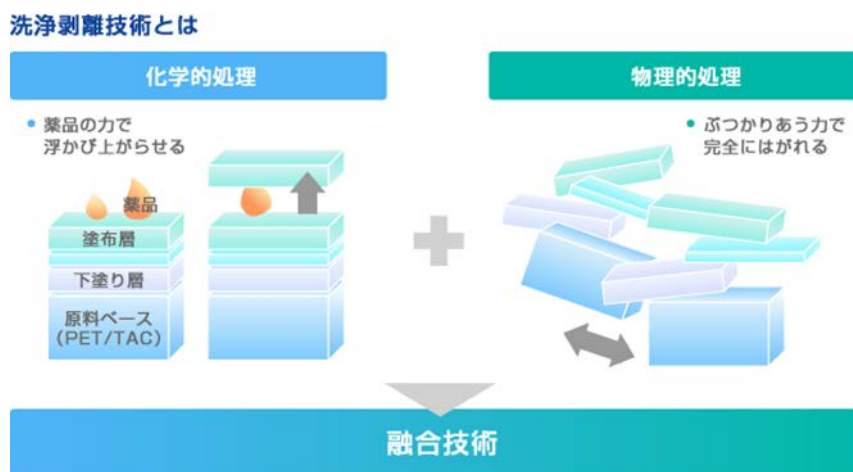 洗浄剥離技術とは
化学的処理
• 薬品の力で
浮かび上がらせる
薬品
塗布層
下塗り層
原料ベース
(PET/TAC)
物理的処理
• ぶつかりあう力で
完全にはがれる
融合技術